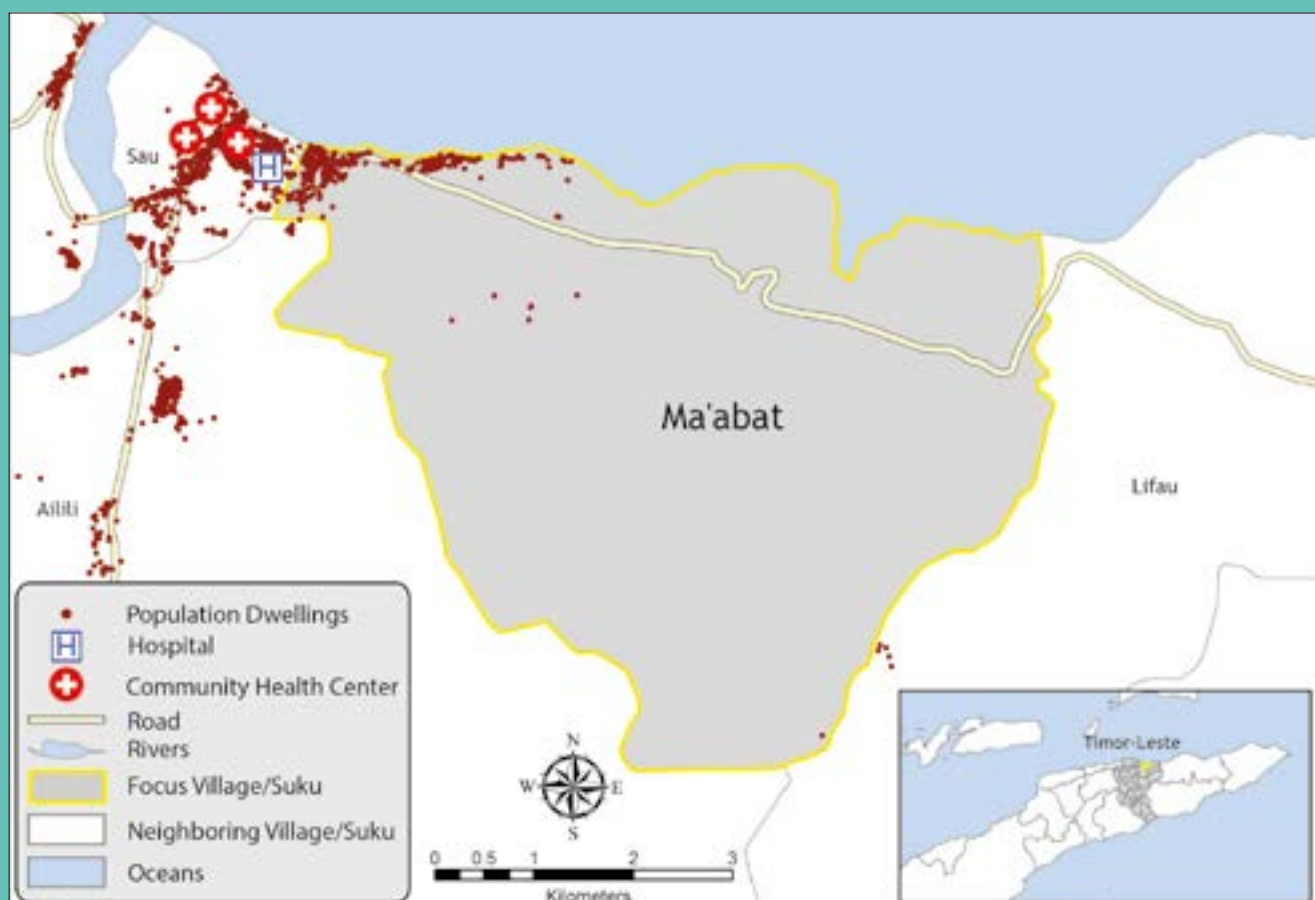 Sau
Ma'abat
Lifau
Ailili
Population Dwellings
H
Hospital
Community Health Center
Road
Rivers
Focus Village/Suku
Neighboring Village/Suku
Oceans
N
W
E
S
0 0.5 1 2 3
Kilometers
Timor-Leste